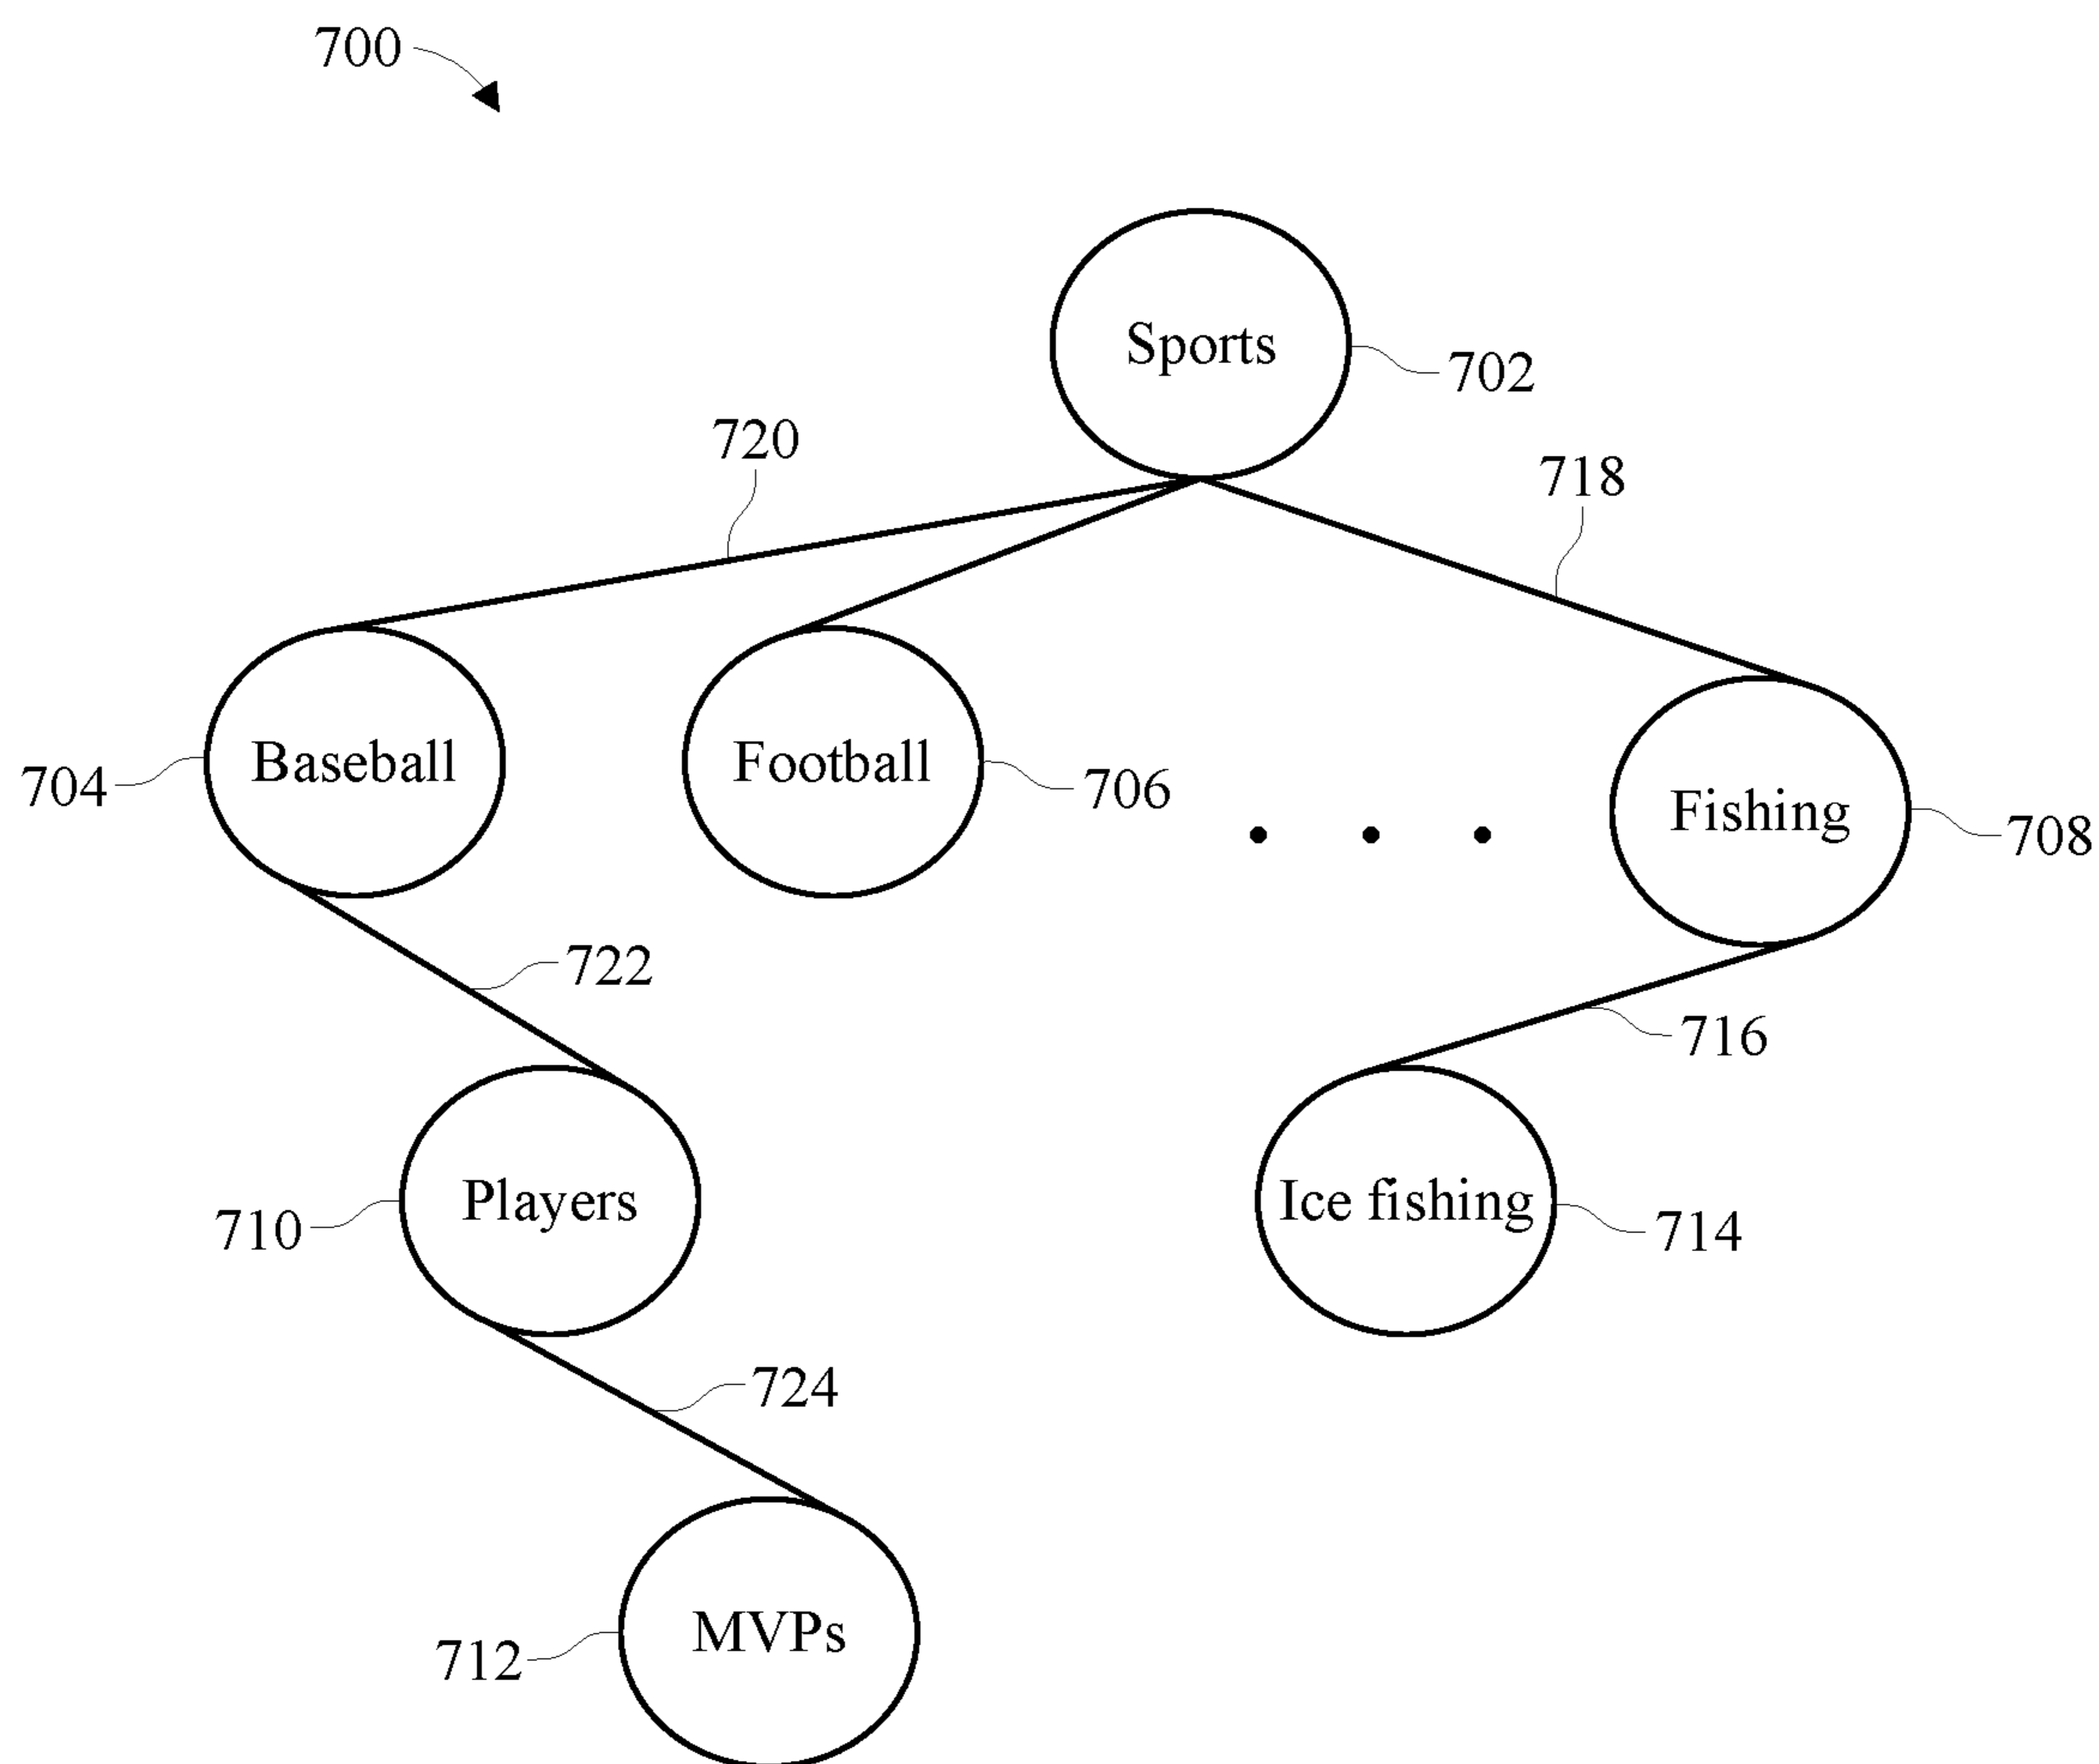 700
Sports
702
720
718
Baseball
704
Football
706
Fishing
708
722
716
Players
710
Ice fishing
714
724
MVPs
712